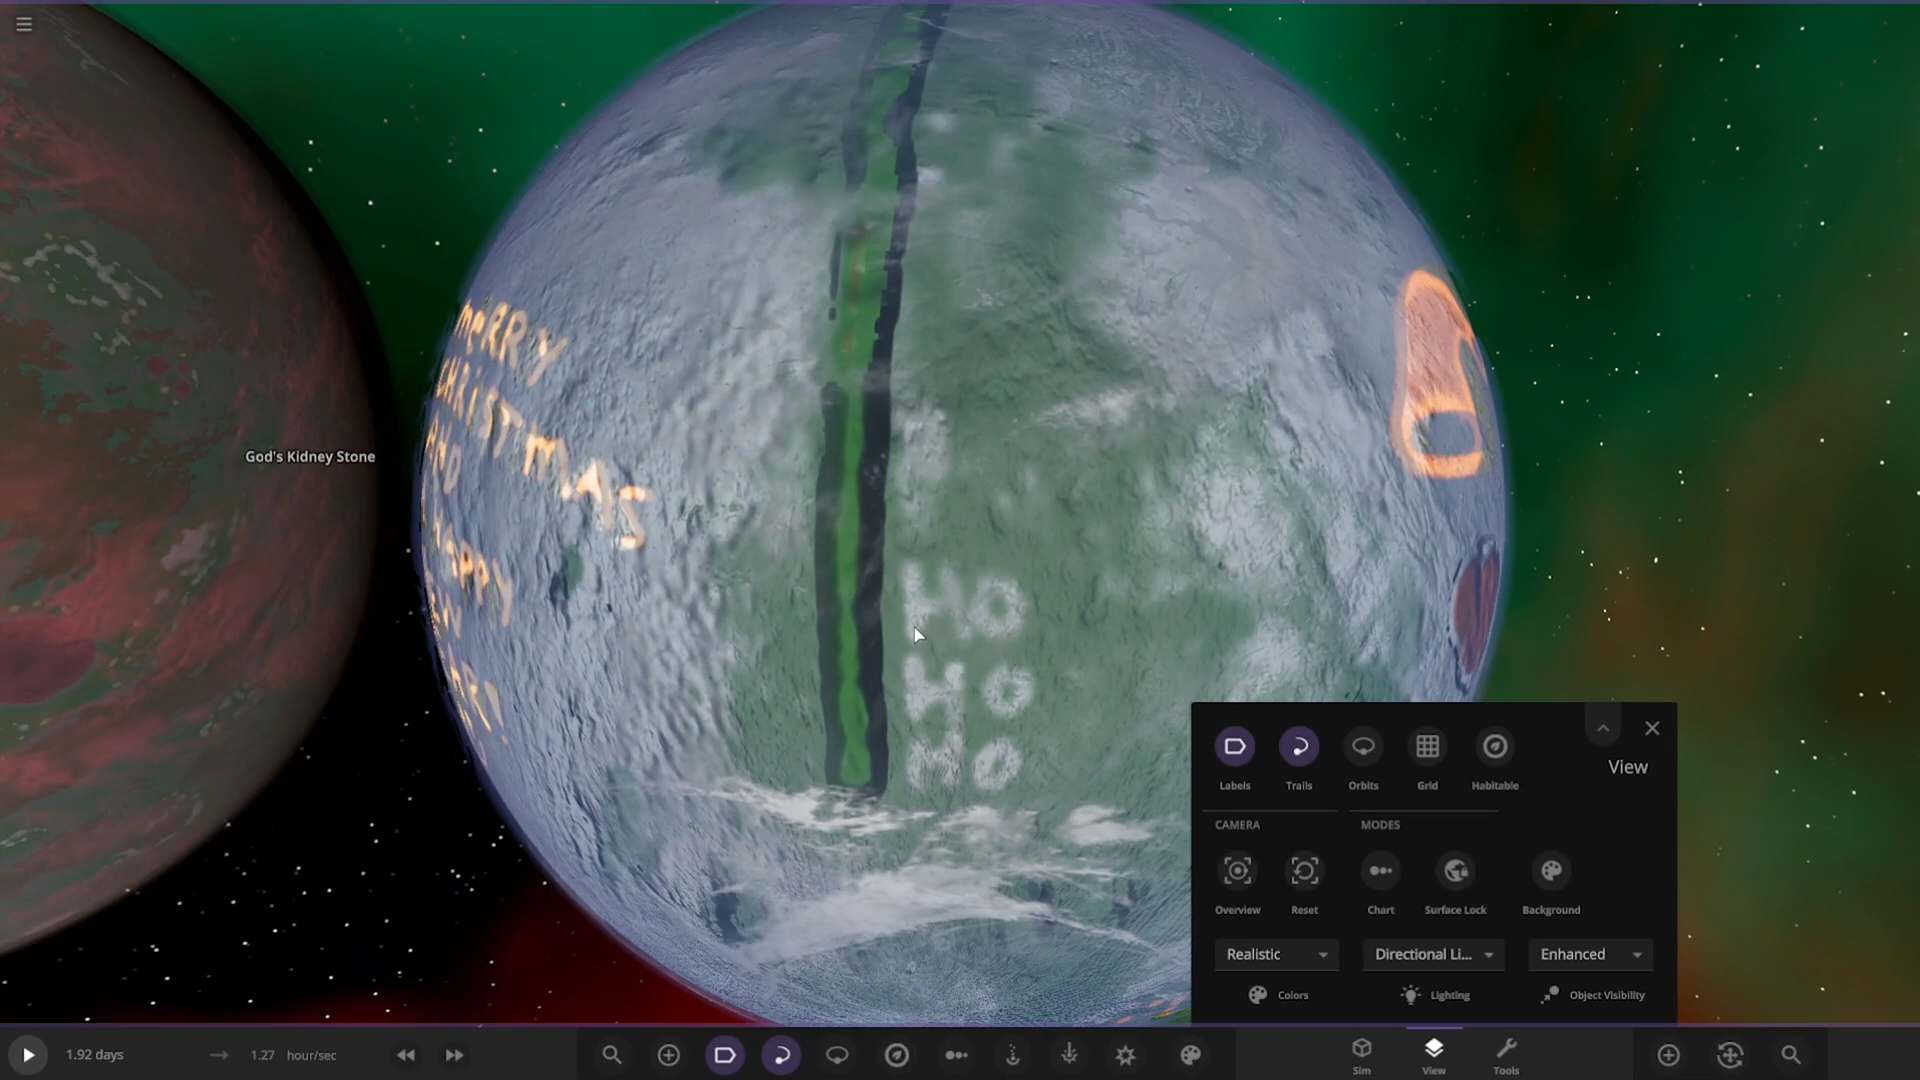 MERRY
CHRISTMAS
AND
HAPPY
God's Kidney Stone
Ho
Ho
Ho
View
Labels
Trails
Orbits
Grid
Habitable
CAMERA
MODES
Overview
Reset
Chart
Surface Lock
Background
Realistic
Directional Li...
Enhanced
Colors
Lighting
Object Visibility
1.92 days
1.27 hour/sec
Sim
View
Tools